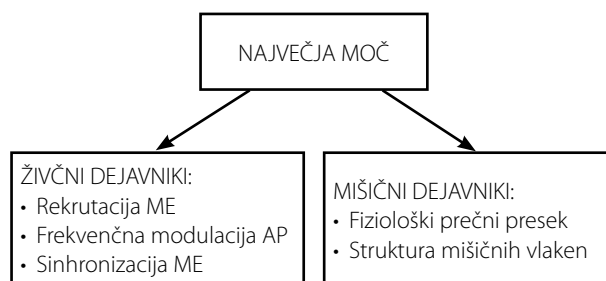 NAJVEČJA MOČ
ŽIVČNI DEJAVNIKI:
• Rekrutacija ME
• Frekvenčna modulacija AP
• Sinhronizacija ME
MIŠIČNI DEJAVNIKI:
• Fiziološki prečni presek
• Struktura mišičnih vlaken